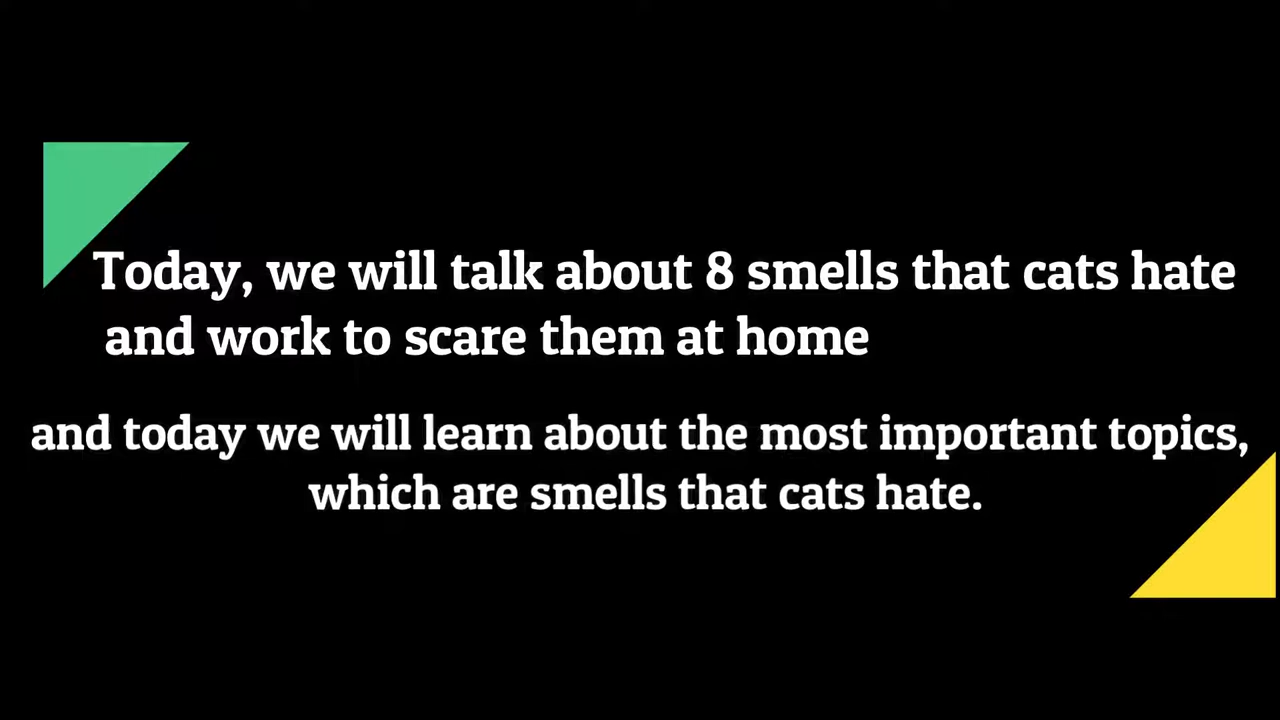 Today, we will talk about 8 smells that cats hate
and work to scare them at home
and today we will learn about the most important topics,
which are smells that cats hate.